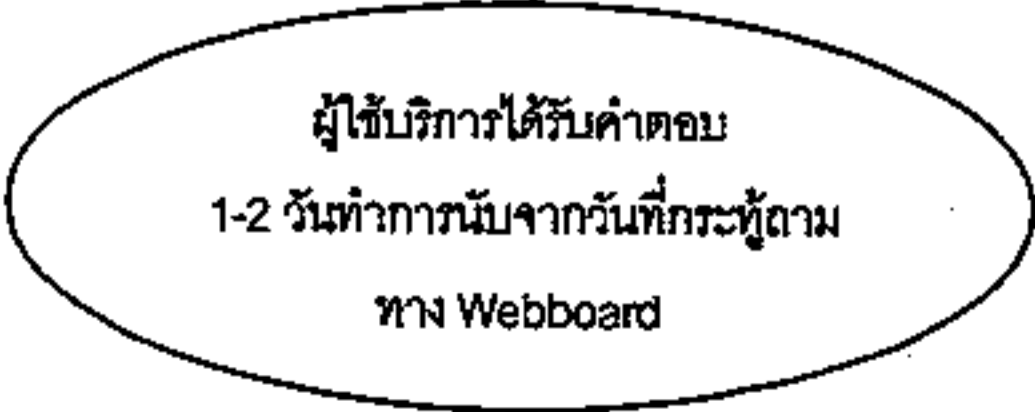 ผู้ใช้บริการได้รับคำตอบ
1-2 วันทำการนับจากวันที่กระทู้ถาม
ทาง Webboard